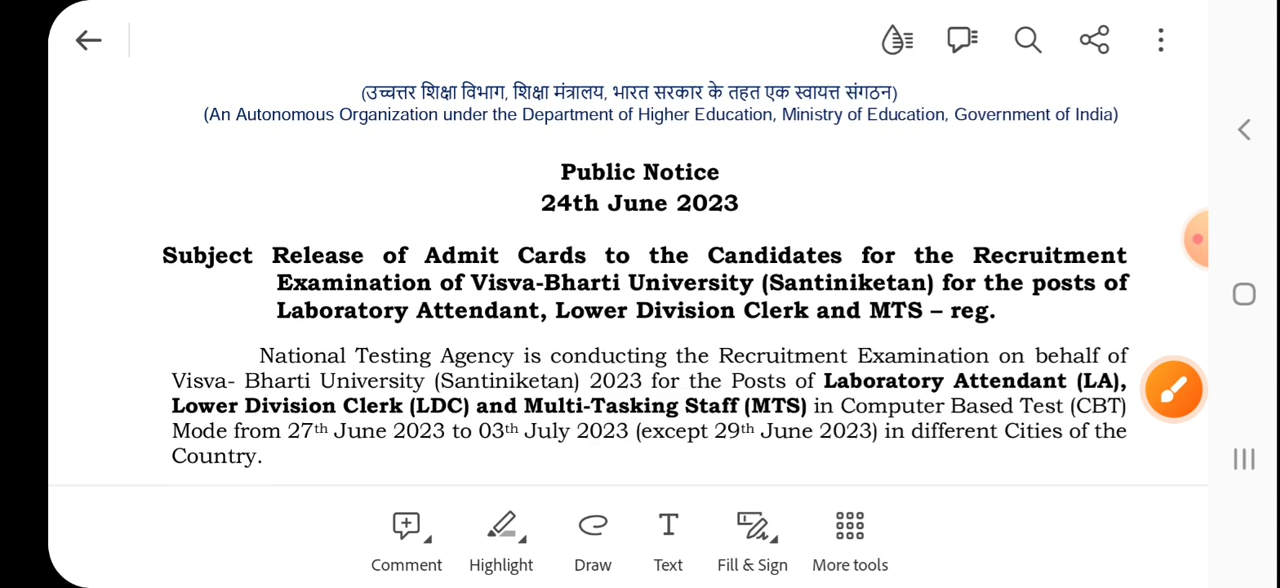 (उच्चत्तर शिक्षा विभाग, शिक्षा मंत्रालय, भारत सरकार के तहत एक स्वायत्त संगठन)
(An Autonomous Organization under the Department of Higher Education, Ministry of Education, Government of India)
Public Notice
24th June 2023
Subject Release of Admit Cards to the Candidates for the Recruitment
Examination of Visva-Bharti University (Santiniketan) for the posts of
Laboratory Attendant, Lower Division Clerk and MTS – reg.
National Testing Agency is conducting the Recruitment Examination on behalf of
Visva- Bharti University (Santiniketan) 2023 for the Posts of Laboratory Attendant (LA),
Lower Division Clerk (LDC) and Multi-Tasking Staff (MTS) in Computer Based Test (CBT)
Mode from 27th June 2023 to 03th July 2023 (except 29th June 2023) in different Cities of the
Country.
Comment Highlight Draw Text Fill & Sign More tools